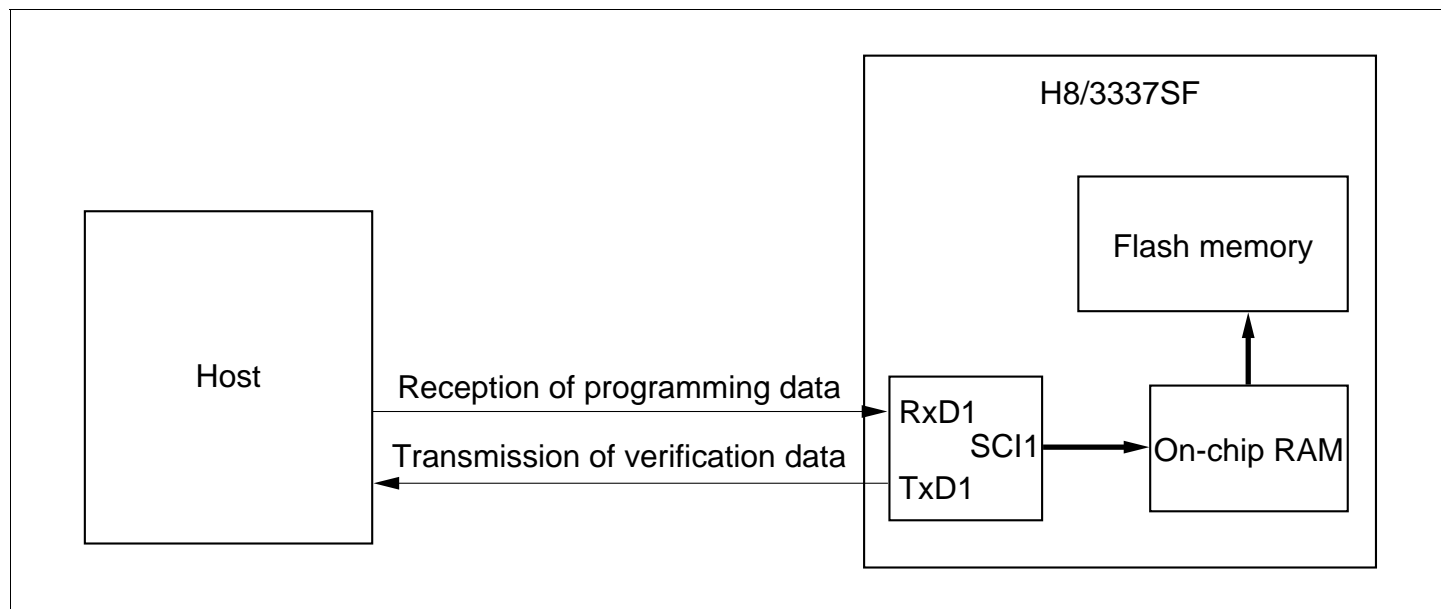 H8/3337SF
Flash memory
Host
Reception of programming data
RxD1
SCI1
On-chip RAM
Transmission of verification data
TxD1